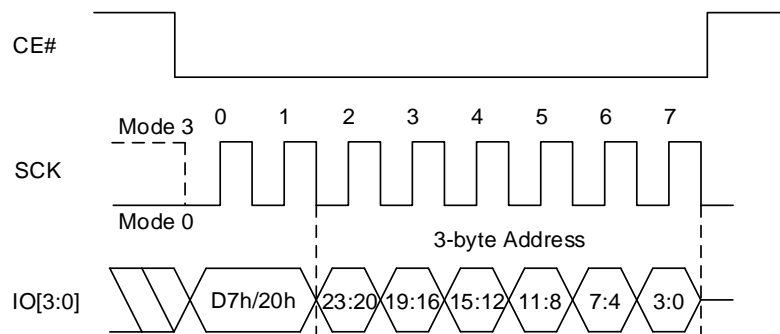 CE#
Mode 3
0 1 2 3 4 5 6 7
SCK
Mode 0
3-byte Address
IO[3:0]
D7h/20h 23:20 19:16 15:12 11:8 7:4 3:0